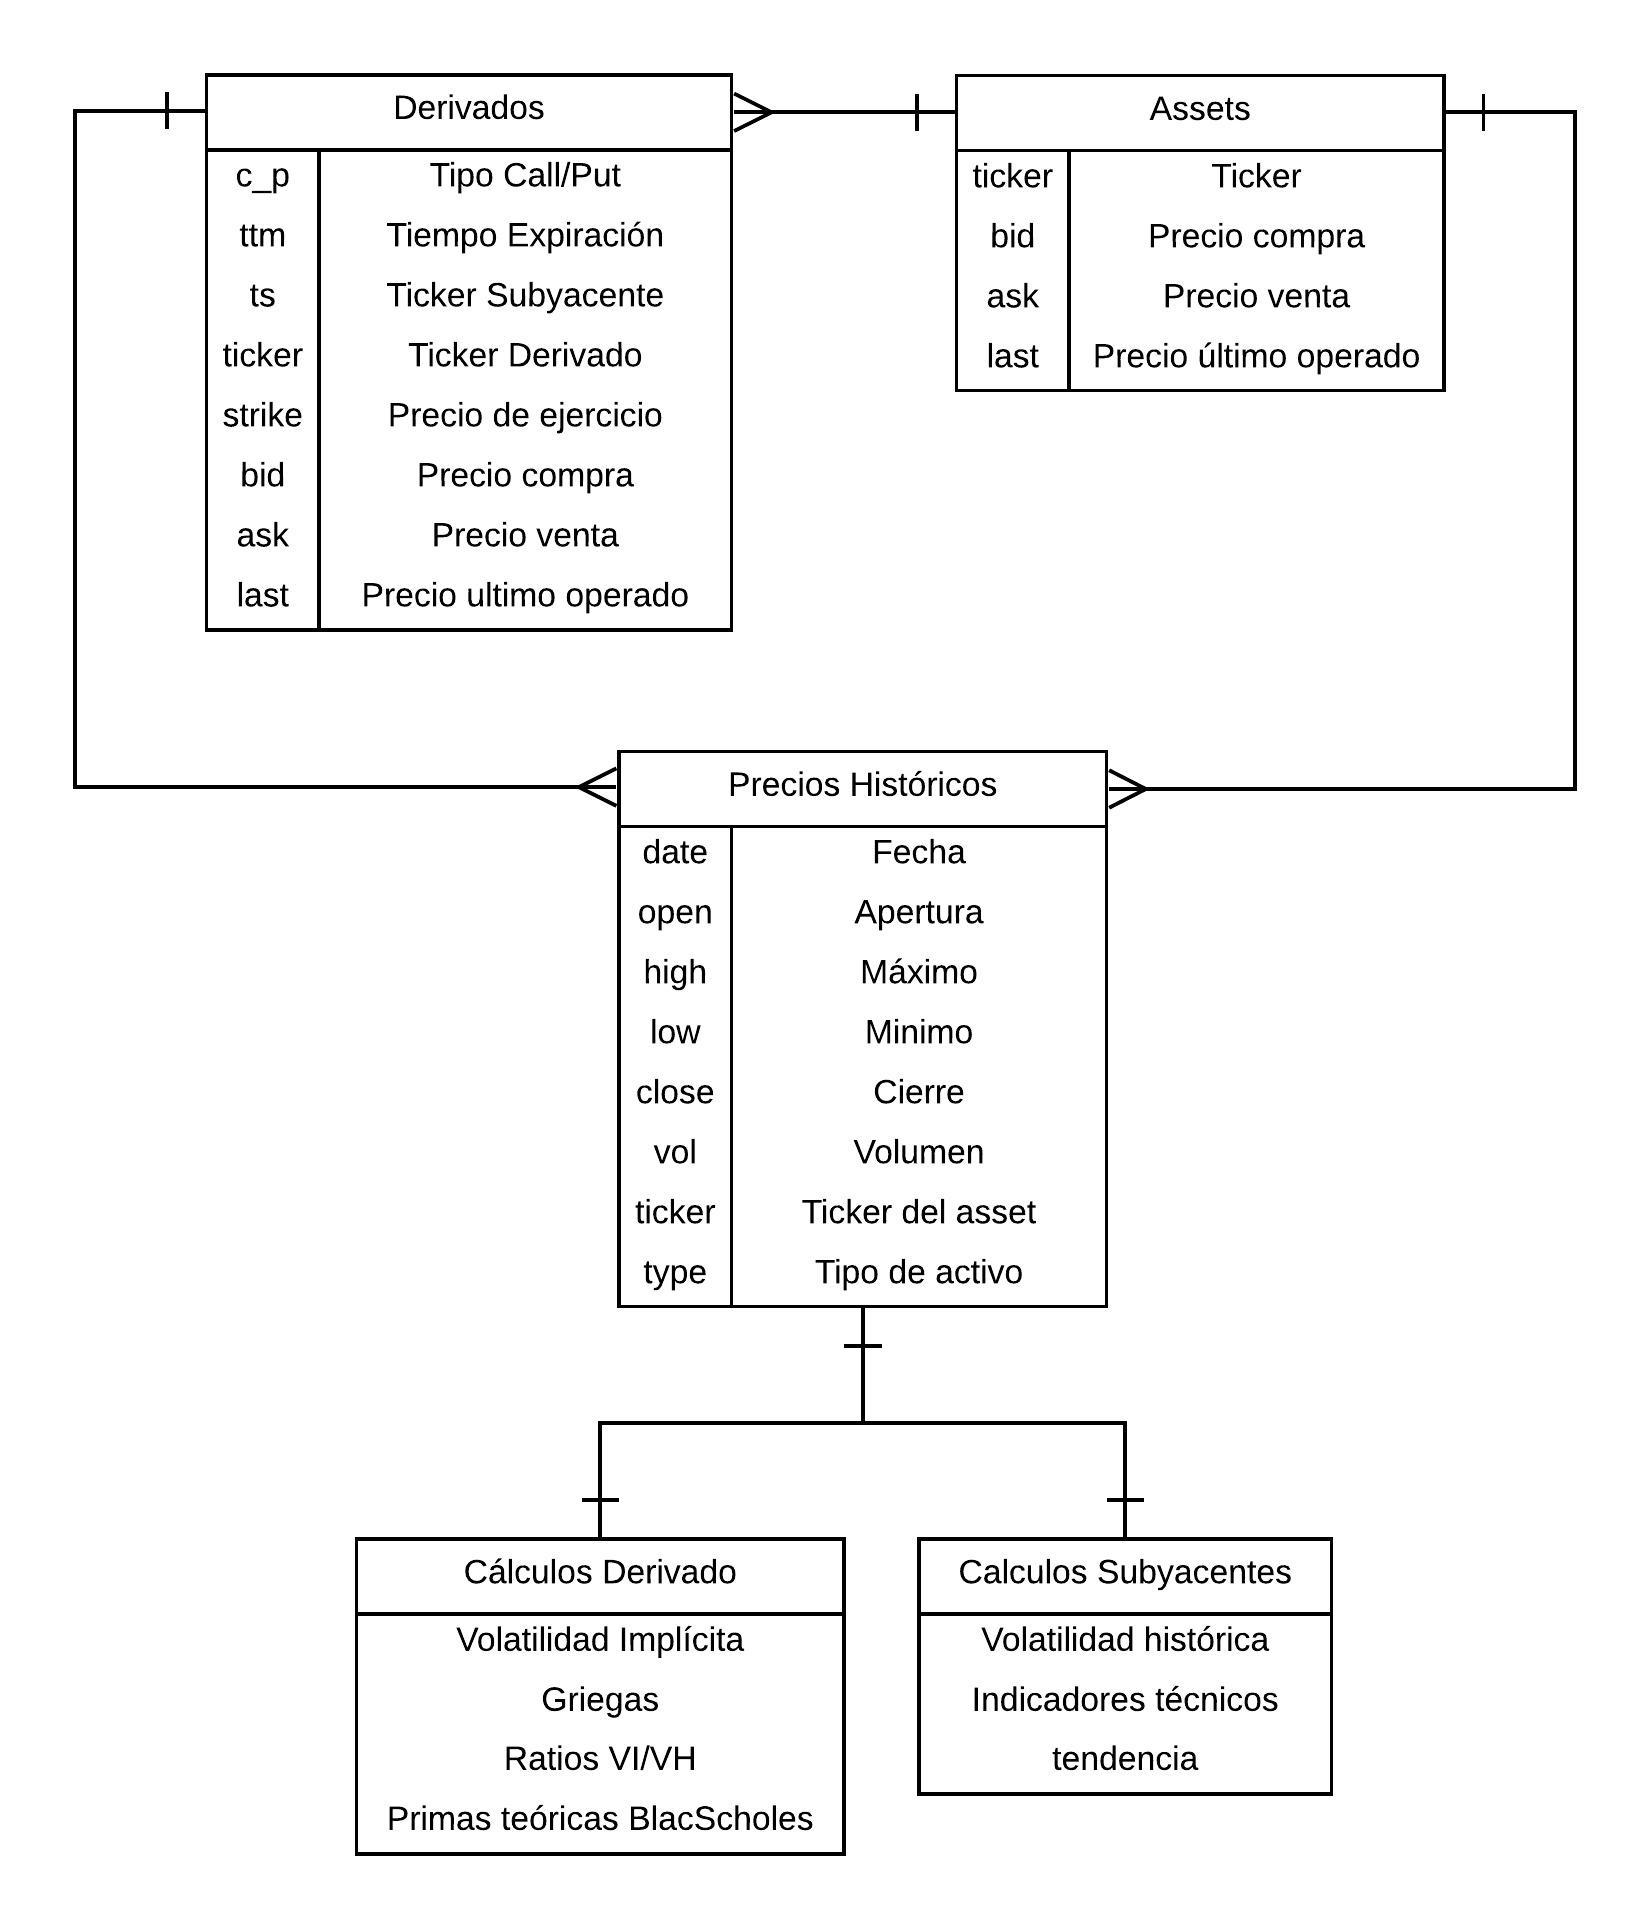 Derivados
c_p Tipo Call/Put
ttm Tiempo Expiración
ts Ticker Subyacente
ticker Ticker Derivado
strike Precio de ejercicio
bid Precio compra
ask Precio venta
last Precio ultimo operado
Assets
ticker Ticker
bid Precio compra
ask Precio venta
last Precio último operado
Precios Históricos
date Fecha
open Apertura
high Máximo
low Minimo
close Cierre
vol Volumen
ticker Ticker del asset
type Tipo de activo
Cálculos Derivado
Volatilidad Implícita
Griegas
Ratios VI/VH
Primas teóricas BlacScholes
Calculos Subyacentes
Volatilidad histórica
Indicadores técnicos
tendencia